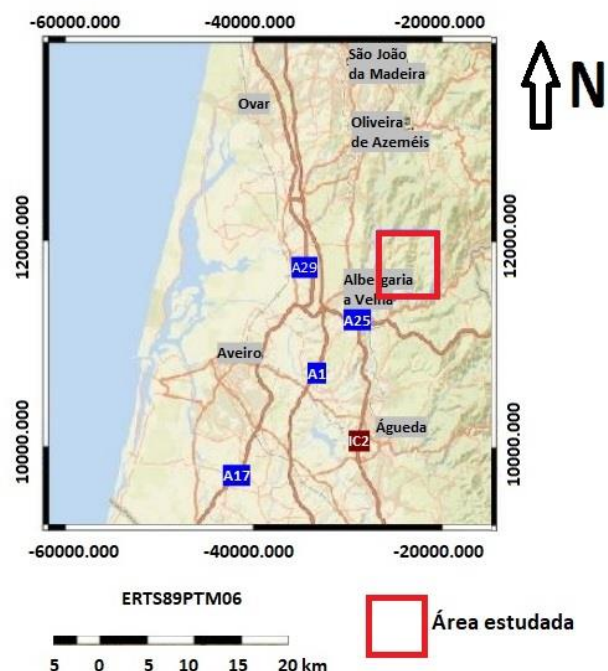 -60000.000 -40000.000 -20000.000
N
São João
da Madeira
Ovar
Oliveira
de Azeméis
12000.000
12000.000
A29
Albergaria
a Velha
A25
Aveiro
A1
Águeda
IC2
10000.000
10000.000
A17
-60000.000 -40000.000 -20000.000
ERTS89PTM06
Área estudada
5 0 5 10 15 20 km